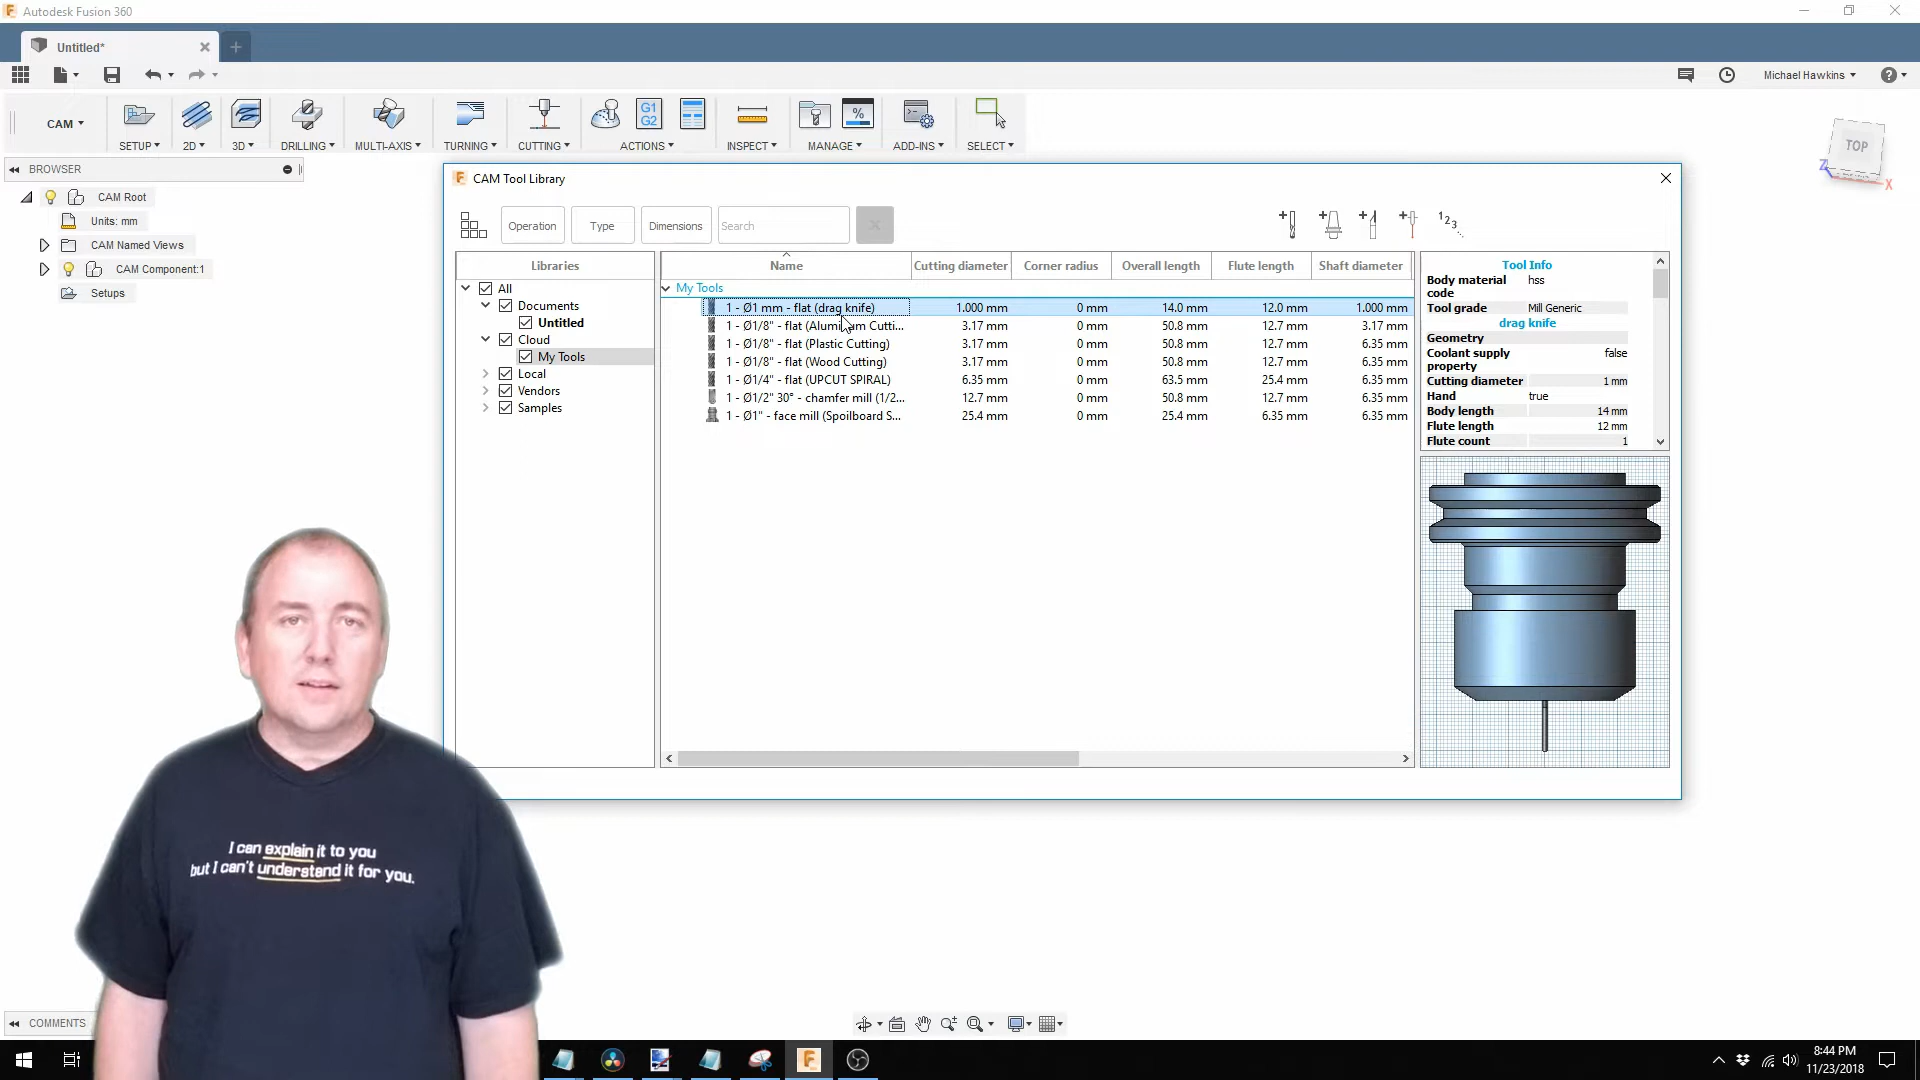 Autodesk Fusion 360
Untitled*
Michael Hawkins
CAM
SETUP
2D
3D
DRILLING
MULTI-AXIS
TURNING
CUTTING
G1
G2
ACTIONS
INSPECT
%
MANAGE
ADD-INS
SELECT
TOP
Z
X
BROWSER
CAM Root
Units: mm
CAM Named Views
CAM Component:1
Setups
CAM Tool Library
Operation
Type
Dimensions
Search
1 2 3
Libraries
All
Documents
Untitled
Cloud
My Tools
Local
Vendors
Samples
Name Cutting diameter Corner radius Overall length Flute length Shaft diameter
My Tools
1 - Ø1 mm - flat (drag knife) 1.000 mm 0 mm 14.0 mm 12.0 mm 1.000 mm
1 - Ø1/8" - flat (Aluminum Cutti... 3.17 mm 0 mm 50.8 mm 12.7 mm 3.17 mm
1 - Ø1/8" - flat (Plastic Cutting) 3.17 mm 0 mm 50.8 mm 12.7 mm 6.35 mm
1 - Ø1/8" - flat (Wood Cutting) 3.17 mm 0 mm 50.8 mm 12.7 mm 6.35 mm
1 - Ø1/4" - flat (UPCUT SPIRAL) 6.35 mm 0 mm 63.5 mm 25.4 mm 6.35 mm
1 - Ø1/2" 30° - chamfer mill (1/2... 12.7 mm 0 mm 50.8 mm 12.7 mm 6.35 mm
1 - Ø1" - face mill (Spoilboard S... 25.4 mm 0 mm 25.4 mm 6.35 mm 6.35 mm
Tool Info
Body material code hss
Tool grade Mill Generic
drag knife
Geometry
Coolant supply property false
Cutting diameter 1 mm
Hand true
Body length 14 mm
Flute length 12 mm
Flute count 1
I can explain it to you
but I can't understand it for you.
COMMENTS
8:44 PM
11/23/2018